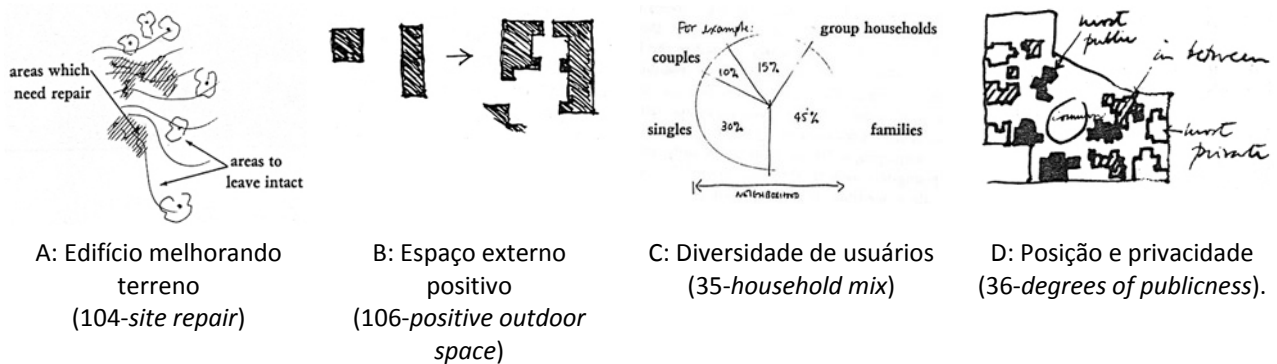 areas which
need repair
areas to
leave intact
For example:
couples
group households
10%
15%
singles
30%
45%
families
NEIGHBORHOOD
most
public
in between
common
most
private
A: Edifício melhorando
terreno
(104-site repair)
B: Espaço externo
positivo
(106-positive outdoor
space)
C: Diversidade de usuários
(35-household mix)
D: Posição e privacidade
(36-degrees of publicness).